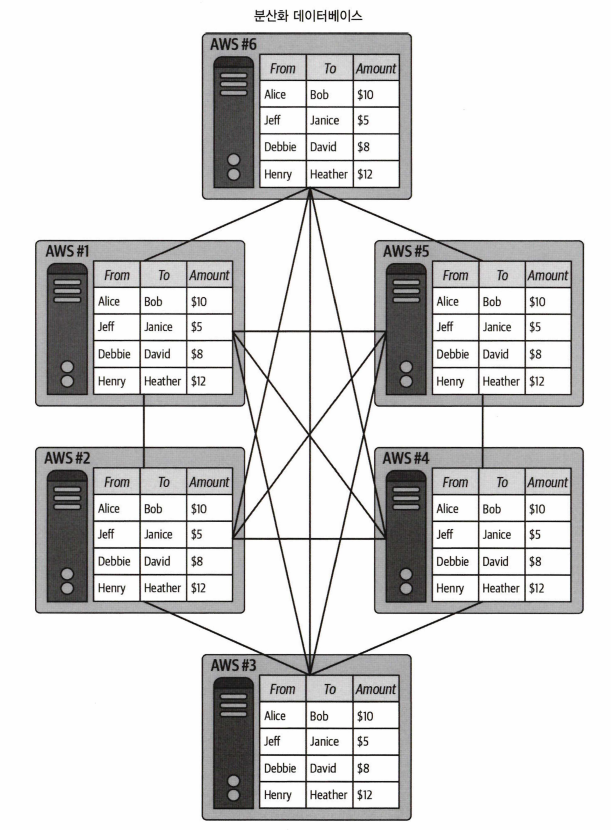 분산화 데이터베이스
AWS #6
From To Amount
Alice Bob $10
Jeff Janice $5
Debbie David $8
Henry Heather $12
AWS #1
From To Amount
Alice Bob $10
Jeff Janice $5
Debbie David $8
Henry Heather $12
AWS #5
From To Amount
Alice Bob $10
Jeff Janice $5
Debbie David $8
Henry Heather $12
AWS #2
From To Amount
Alice Bob $10
Jeff Janice $5
Debbie David $8
Henry Heather $12
AWS #4
From To Amount
Alice Bob $10
Jeff Janice $5
Debbie David $8
Henry Heather $12
AWS #3
From To Amount
Alice Bob $10
Jeff Janice $5
Debbie David $8
Henry Heather $12